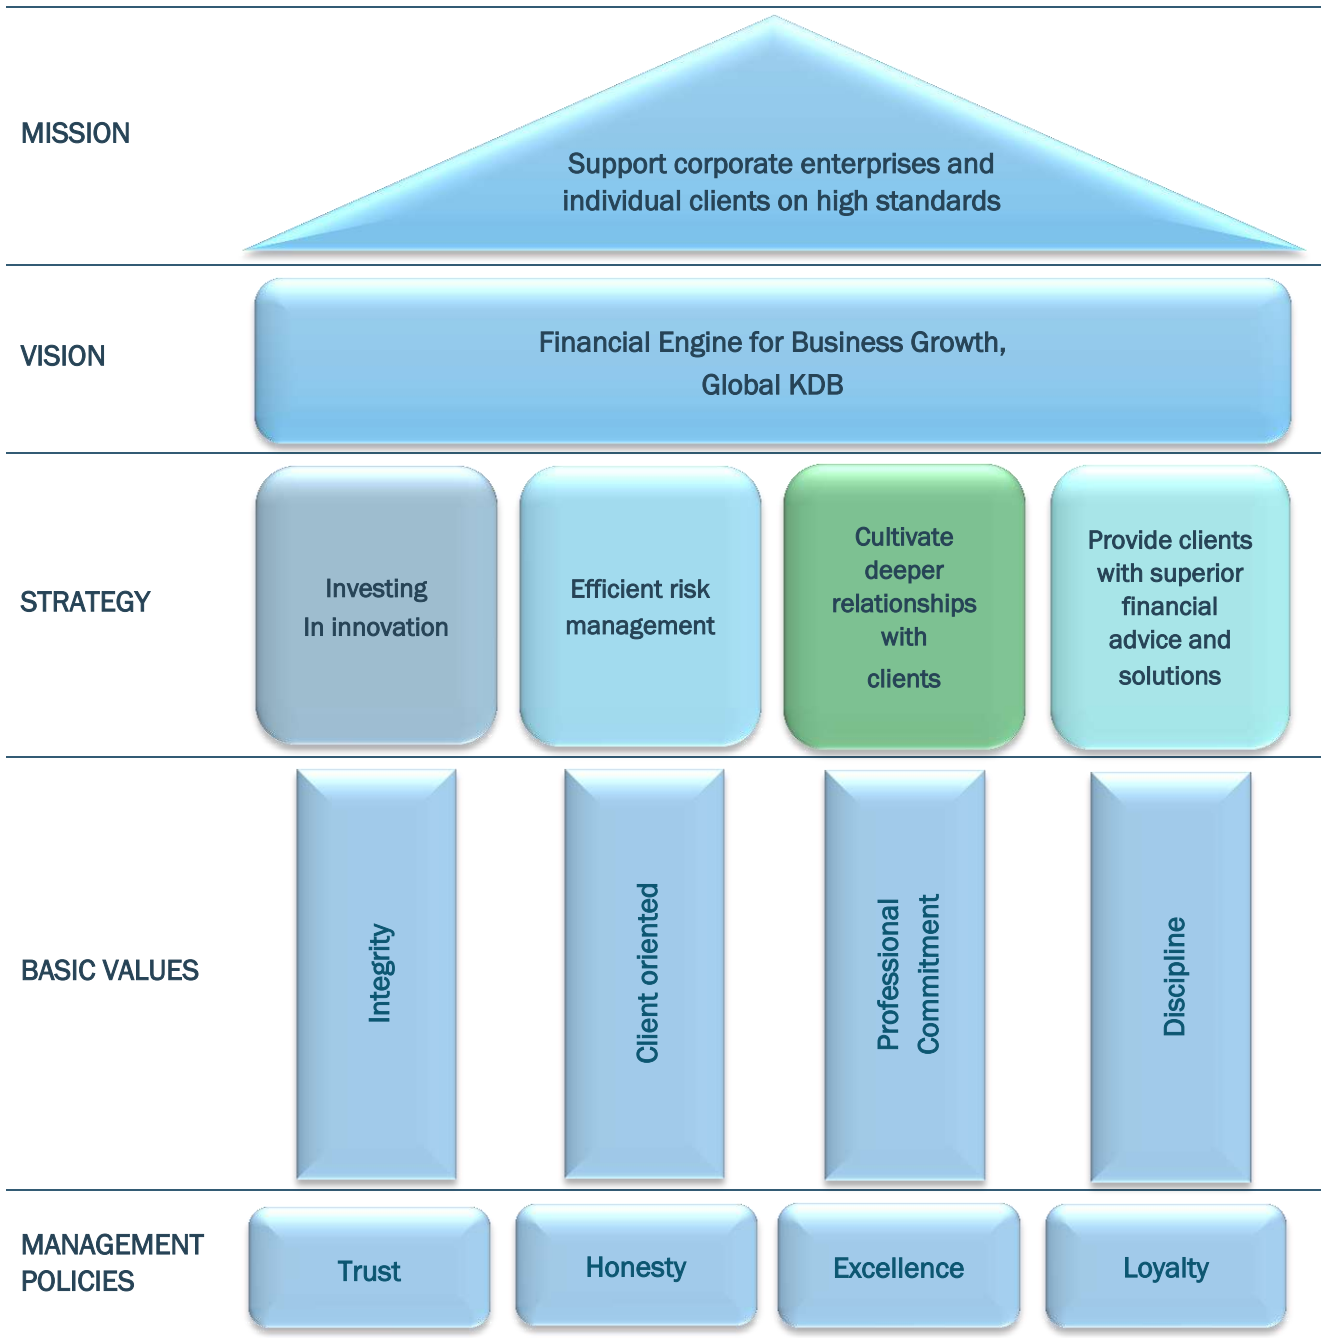 MISSION
Support corporate enterprises and
individual clients on high standards
VISION
Financial Engine for Business Growth,
Global KDB
STRATEGY
Investing
In innovation
Efficient risk
management
Cultivate
deeper
relationships
with
clients
Provide clients
with superior
financial
advice and
solutions
BASIC VALUES
Integrity
Client oriented
Professional
Commitment
Discipline
MANAGEMENT
POLICIES
Trust
Honesty
Excellence
Loyalty